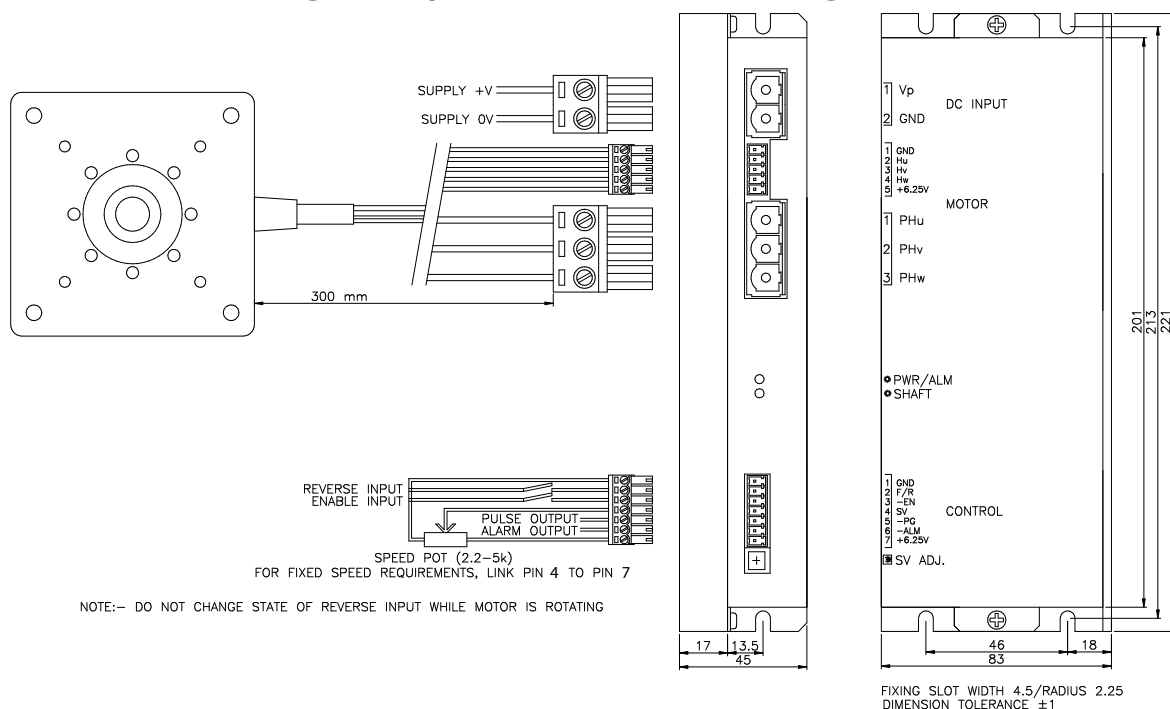 SUPPLY +V
SUPPLY 0V
300 mm
REVERSE INPUT
ENABLE INPUT
PULSE OUTPUT
ALARM OUTPUT
SPEED POT (2.2-5k)
FOR FIXED SPEED REQUIREMENTS, LINK PIN 4 TO PIN 7
NOTE:- DO NOT CHANGE STATE OF REVERSE INPUT WHILE MOTOR IS ROTATING
17
13.5
45
1 Vp
2 GND
DC INPUT
1 GND
2 Hu
3 Hv
4 Hw
5 +6.25V
MOTOR
1 PHu
2 PHv
3 PHw
PWR/ALM
SHAFT
1 GND
2 F/R
3 -EN
4 SV
5 -PG
6 -ALM
7 +6.25V
CONTROL
SV ADJ.
201
213
221
46
18
83
FIXING SLOT WIDTH 4.5/RADIUS 2.25
DIMENSION TOLERANCE ±1